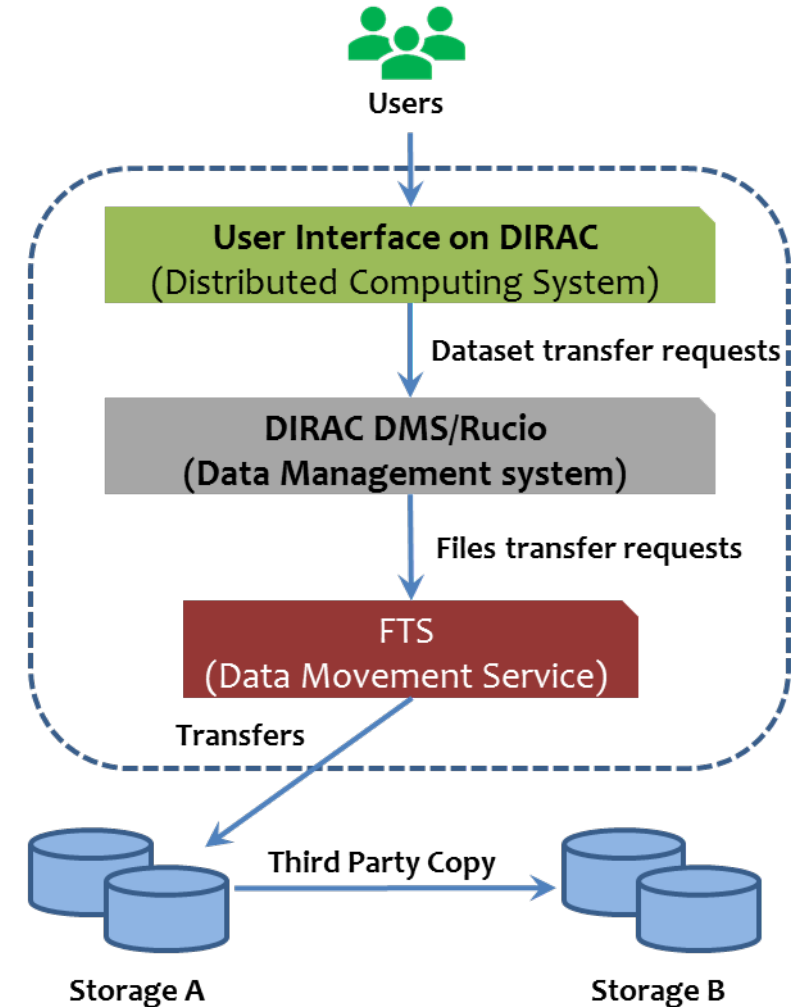 Users
User Interface on DIRAC
(Distributed Computing System)
Dataset transfer requests
DIRAC DMS/Rucio
(Data Management system)
Files transfer requests
FTS
(Data Movement Service)
Transfers
Third Party Copy
Storage A
Storage B